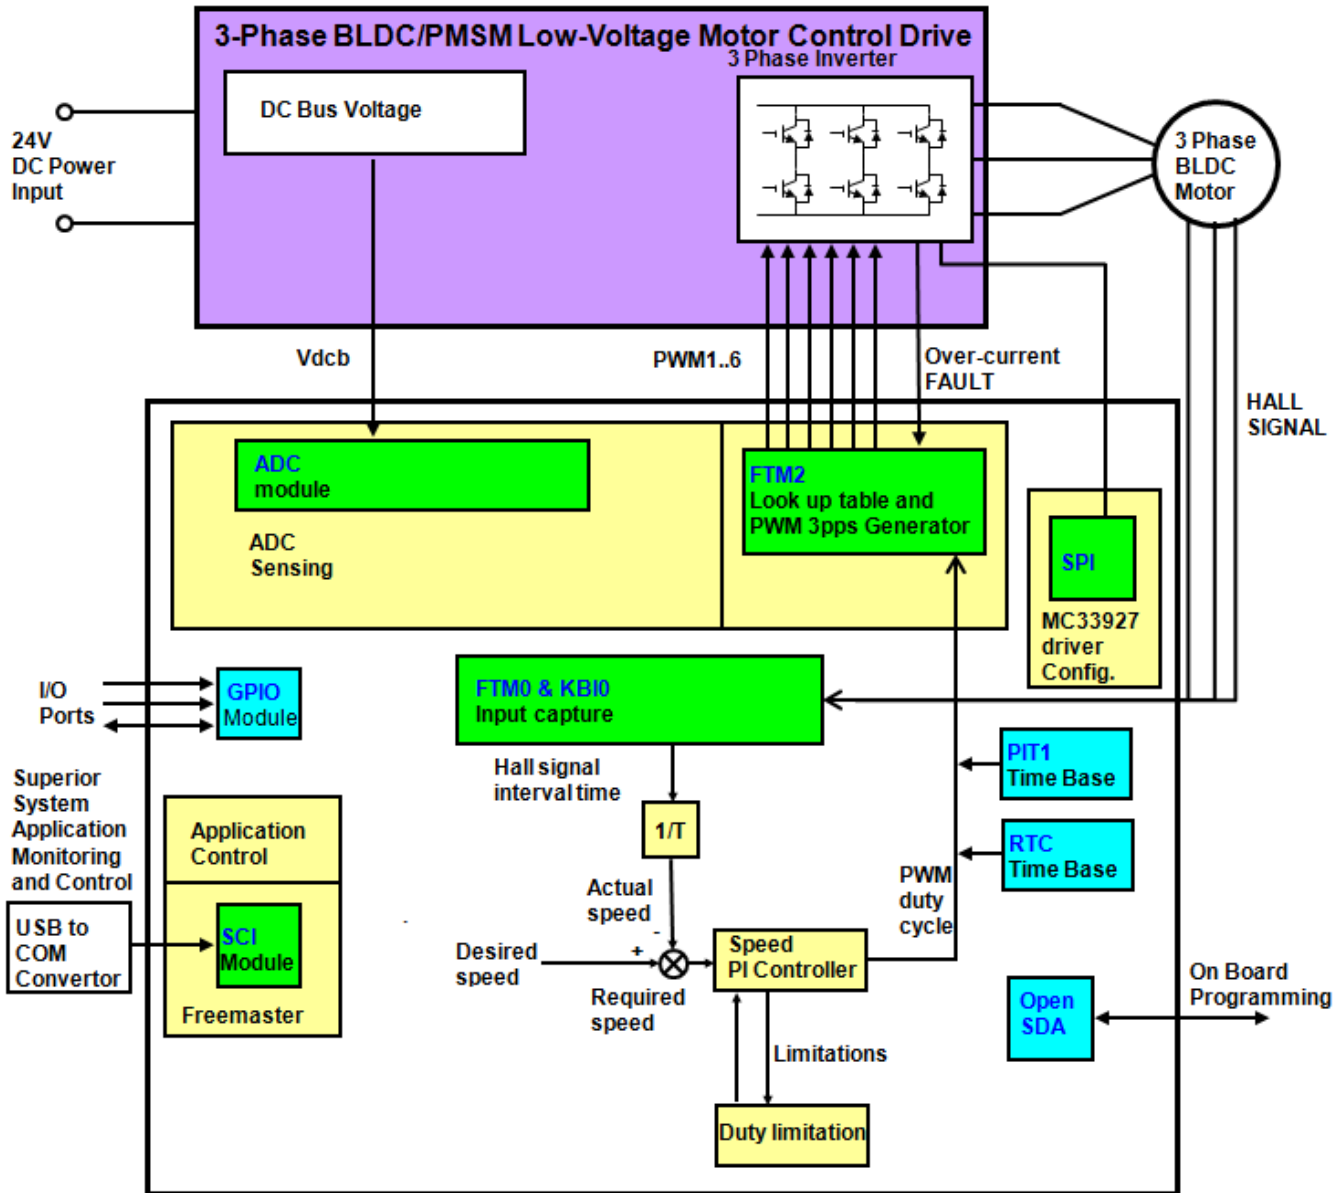 3-Phase BLDC/PMSM Low-Voltage Motor Control Drive
3 Phase Inverter
DC Bus Voltage
24V
DC Power
Input
3 Phase
BLDC
Motor
Vdcb
PWM1..6
Over-current
FAULT
HALL
SIGNAL
ADC
module
ADC
Sensing
FTM2
Look up table and
PWM 3pps Generator
SPI
MC33927
driver
Config.
I/O
Ports
GPIO
Module
FTM0 & KBI0
Input capture
Hall signal
interval time
PIT1
Time Base
RTC
Time Base
Superior
System
Application
Monitoring
and Control
Application
Control
1/T
Actual
speed
PWM
duty
cycle
USB to
COM
Convertor
SCI
Module
Freemaster
Desired
speed
+
-
Required
speed
Speed
PI Controller
Limitations
Duty limitation
Open
SDA
On Board
Programming